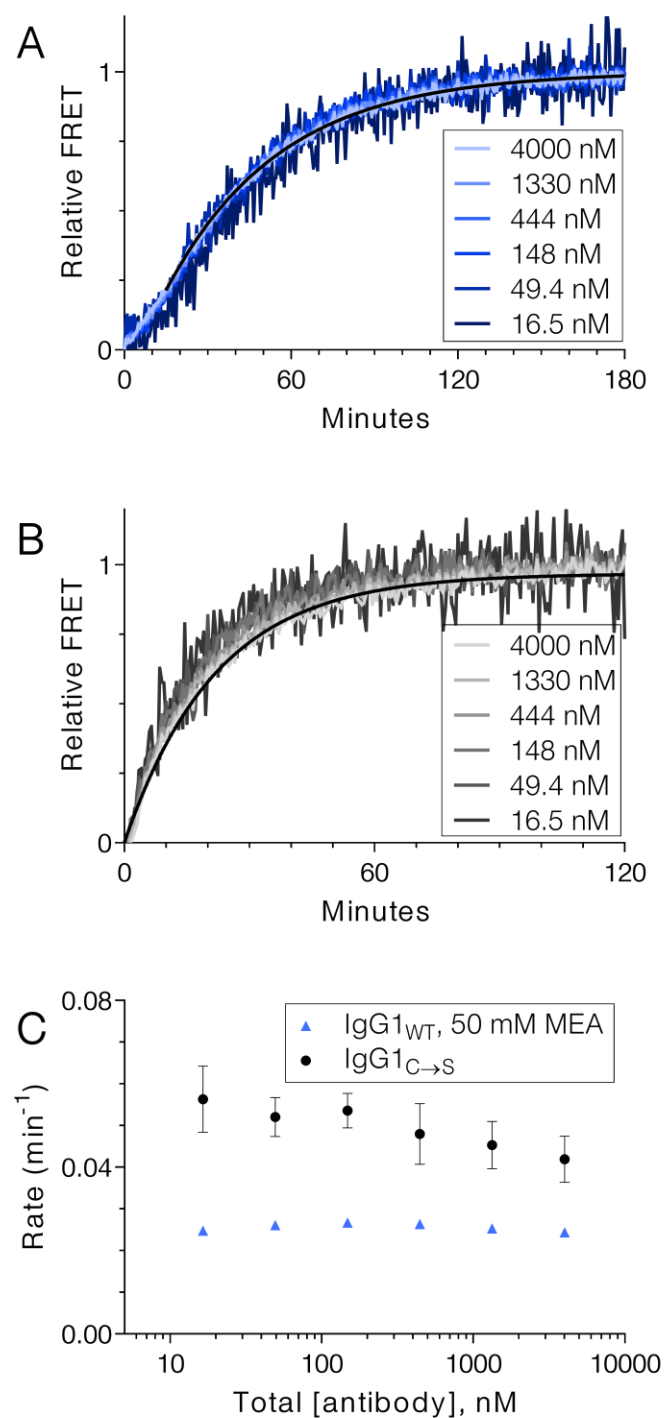 A
Relative FRET
1
0
4000 nM
1330 nM
444 nM
148 nM
49.4 nM
16.5 nM
0 60 120 180
Minutes
B
Relative FRET
1
0
4000 nM
1330 nM
444 nM
148 nM
49.4 nM
16.5 nM
0 60 120
Minutes
C
Rate (min⁻¹)
0.08
0.04
0.00
IgG1WT, 50 mM MEA
IgG1C→S
10 100 1000 10000
Total [antibody], nM